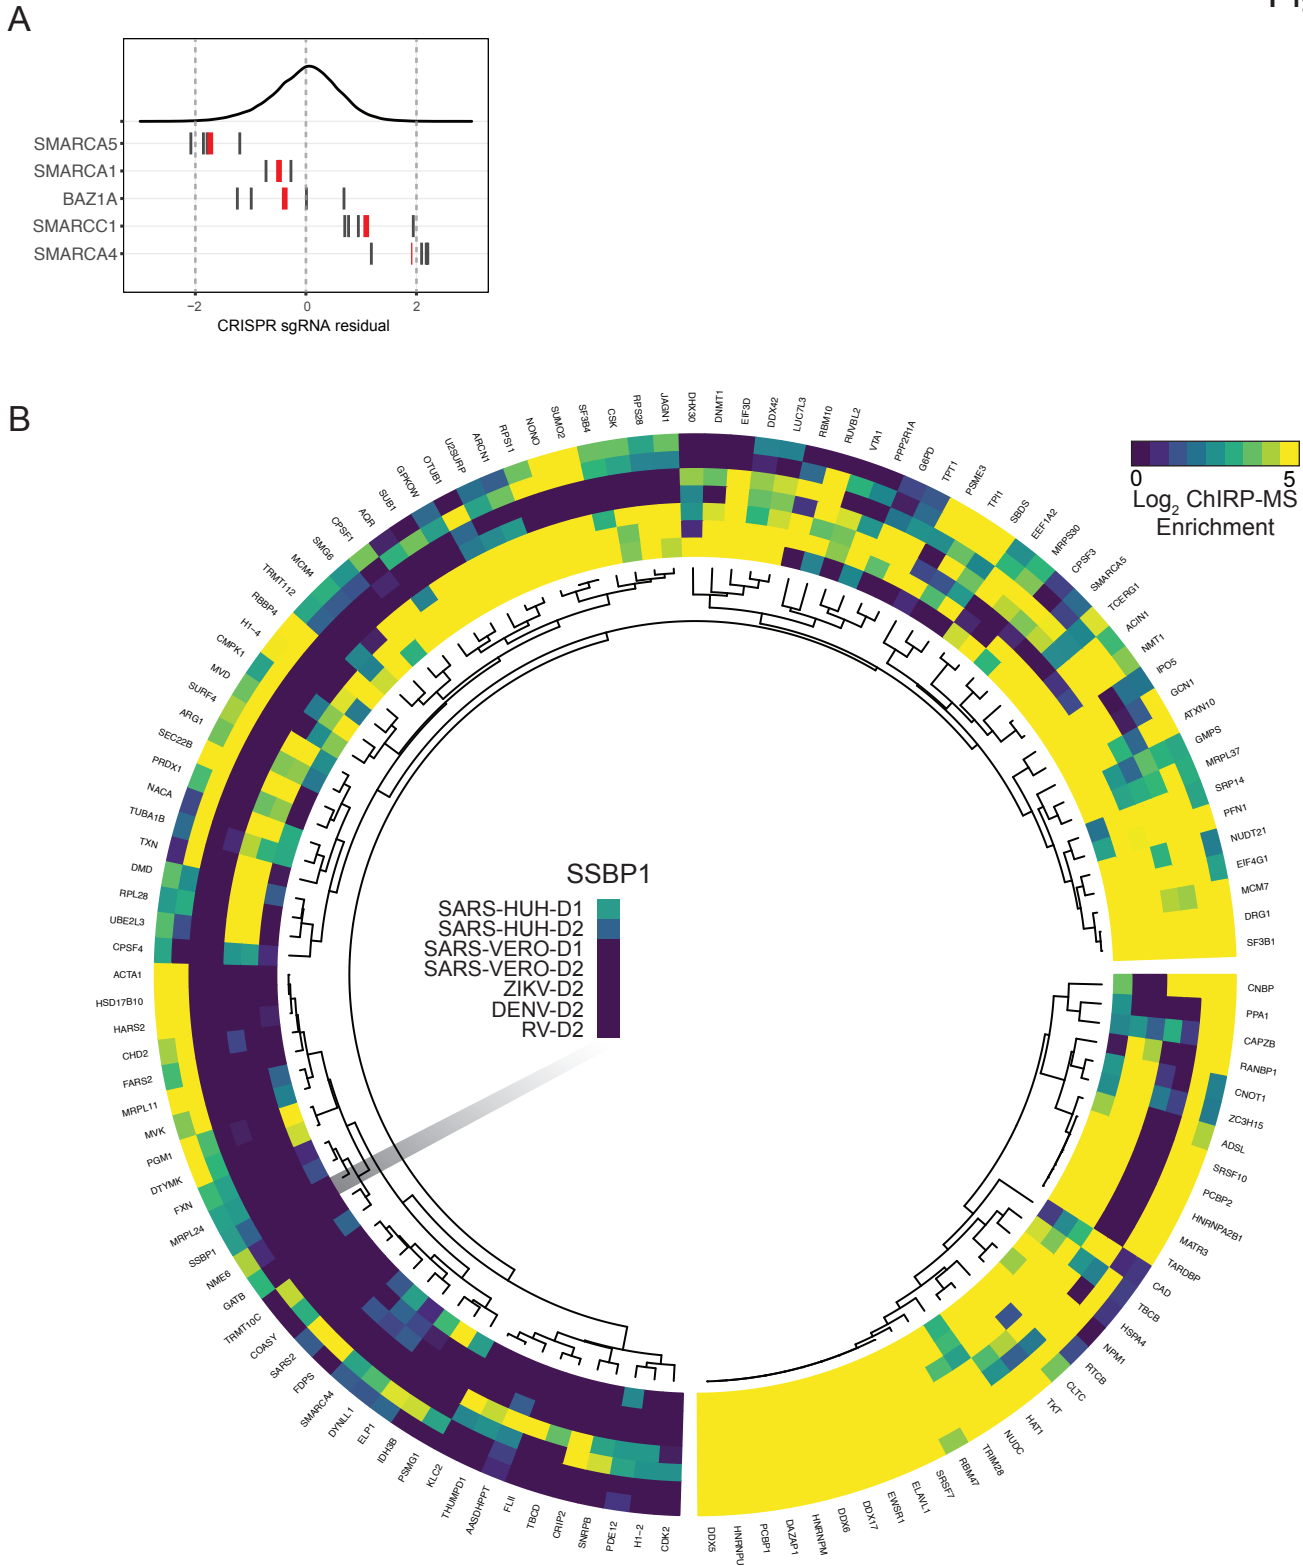 A
SMARCA5
SMARCA1
BAZ1A
SMARCC1
SMARCA4
−2
0
2
CRISPR sgRNA residual
B
0
5
Log2 ChIRP-MS
Enrichment
SSBP1
SARS-HUH-D1
SARS-HUH-D2
SARS-VERO-D1
SARS-VERO-D2
ZIKV-D2
DENV-D2
RV-D2
DHX30
DNMT1
EIF3D
DDX42
LUC7L3
RBM10
RUVBL2
VTA1
PPP2R1A
G6PD
TPT1
PSME3
TPI1
SBDS
EEF1A2
MRPS30
CPSF3
SMARCA5
TCERG1
ACIN1
NMT1
IPO5
GCN1
ATXN10
GMPS
MRPL37
SRP14
PFN1
NUDT21
EIF4G1
MCM7
DRG1
SF3B1
CNBP
PPA1
CAPZB
RANBP1
CNOT1
ZC3H15
ADSL
SRSF10
PCBP2
HNRNPA2B1
MATR3
TARDBP
CAD
TBCB
HSPA4
NPM1
RTCB
CLTC
TKT
HAT1
NUDC
TRIM28
RBM47
SRSF7
ELAVL1
EWSR1
DDX17
DDX6
HNRNPM
DAZAP1
PCBP1
HNRNPU
DDX5
CDK2
H1−2
PDE12
SNRPB
CRIP2
TBCD
FLII
AASDHPPT
THUMPD1
KLC2
PSMG1
IDH3B
ELP1
DYNLL1
SMARCA4
FDPS
SARS2
COASY
TRMT10C
GATB
NME6
SSBP1
MRPL24
FXN
DTYMK
PGM1
MVK
MRPL11
FARS2
CHD2
HARS2
HSD17B10
ACTA1
CPSF4
UBE2L3
RPL28
DMD
TXN
TUBA1B
NACA
PRDX1
SEC22B
ARG1
SURF4
MVD
CMPK1
H1−4
RBBP4
TRMT112
MCM4
SMG6
CPSF1
AQR
SUB1
GPKOW
OTUB1
U2SURP
ARCN1
RPS11
NONO
SUMO2
SF3B4
CSK
RPS28
JAGN1